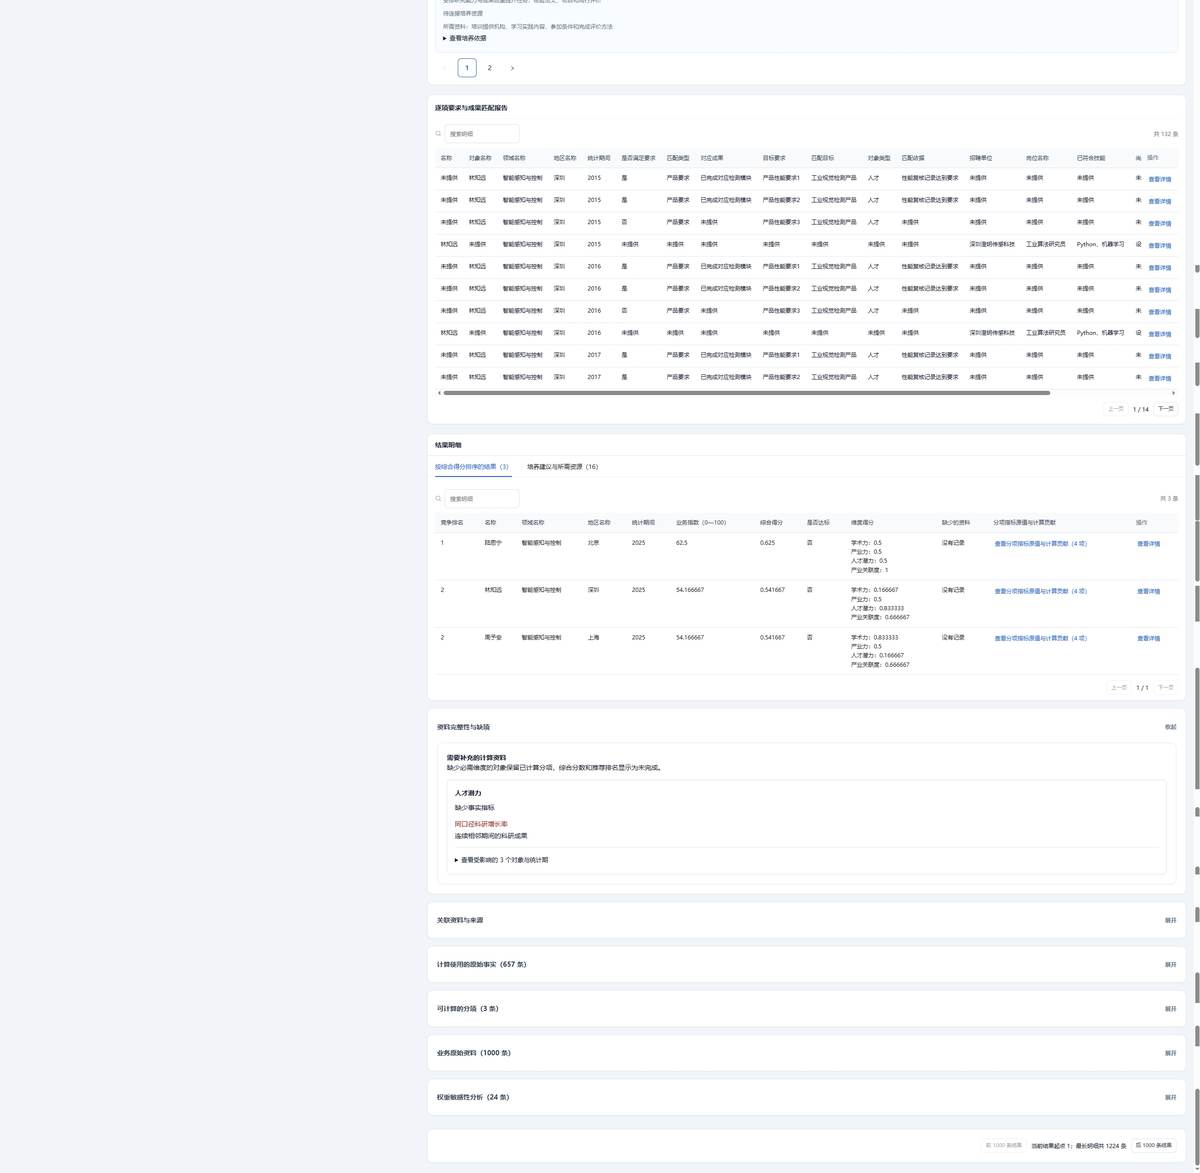 待连接培养资源
所需资料：培训提供机构、学习实践内容、参加条件和完成评价方法
▶ 查看培养依据
< 1 2 >
逐项要求与成果匹配报告
搜索明细 共 132 条
名称 对象名称 领域名称 地区名称 统计期间 是否满足要求 匹配类型 对应成果 目标要求 匹配目标 对象类型 匹配依据 招聘单位 岗位名称 已符合技能 尚 操作
未提供 林知远 智能感知与控制 深圳 2015 是 产品要求 已完成对应检测模块 产品性能要求1 工业视觉检测产品 人才 性能复核记录达到要求 未提供 未提供 未提供 未 查看详情
未提供 林知远 智能感知与控制 深圳 2015 是 产品要求 已完成对应检测模块 产品性能要求2 工业视觉检测产品 人才 性能复核记录达到要求 未提供 未提供 未提供 未 查看详情
未提供 林知远 智能感知与控制 深圳 2015 否 产品要求 未提供 产品性能要求3 工业视觉检测产品 人才 未提供 未提供 未提供 未提供 未 查看详情
林知远 未提供 智能感知与控制 深圳 2015 未提供 未提供 未提供 未提供 未提供 未提供 未提供 深圳澄明传感科技 工业算法研究员 Python、机器学习 设 查看详情
未提供 林知远 智能感知与控制 深圳 2016 是 产品要求 已完成对应检测模块 产品性能要求1 工业视觉检测产品 人才 性能复核记录达到要求 未提供 未提供 未提供 未 查看详情
未提供 林知远 智能感知与控制 深圳 2016 是 产品要求 已完成对应检测模块 产品性能要求2 工业视觉检测产品 人才 性能复核记录达到要求 未提供 未提供 未提供 未 查看详情
未提供 林知远 智能感知与控制 深圳 2016 否 产品要求 未提供 产品性能要求3 工业视觉检测产品 人才 未提供 未提供 未提供 未提供 未 查看详情
林知远 未提供 智能感知与控制 深圳 2016 未提供 未提供 未提供 未提供 未提供 未提供 未提供 深圳澄明传感科技 工业算法研究员 Python、机器学习 设 查看详情
未提供 林知远 智能感知与控制 深圳 2017 是 产品要求 已完成对应检测模块 产品性能要求1 工业视觉检测产品 人才 性能复核记录达到要求 未提供 未提供 未提供 未 查看详情
未提供 林知远 智能感知与控制 深圳 2017 是 产品要求 已完成对应检测模块 产品性能要求2 工业视觉检测产品 人才 性能复核记录达到要求 未提供 未提供 未提供 未 查看详情
上一页 1 / 14 下一页
结果明细
按综合得分排序的结果（3） 培养建议与所需资源（16）
搜索明细 共 3 条
竞争排名 名称 领域名称 地区名称 统计期间 业务指数（0—100） 综合得分 是否达标 维度得分 缺少的资料 分项指标原值与计算贡献 操作
1 陆思宁 智能感知与控制 北京 2025 62.5 0.625 否 学术力：0.5 没有记录 查看分项指标原值与计算贡献（4 项） 查看详情
产业力：0.5
人才潜力：0.5
产业关联度：1
2 林知远 智能感知与控制 深圳 2025 54.166667 0.541667 否 学术力：0.166667 没有记录 查看分项指标原值与计算贡献（4 项） 查看详情
产业力：0.5
人才潜力：0.833333
产业关联度：0.666667
2 周予安 智能感知与控制 上海 2025 54.166667 0.541667 否 学术力：0.833333 没有记录 查看分项指标原值与计算贡献（4 项） 查看详情
产业力：0.5
人才潜力：0.166667
产业关联度：0.666667
上一页 1 / 1 下一页
资料完整性与缺项 收起
需要补充的计算资料
缺少必需维度的对象保留已计算分项，综合分数和推荐排名显示为未完成。
人才潜力
缺少事实指标
同口径科研增长率
连续相邻期间的科研成果
▶ 查看受影响的 3 个对象与统计期
关联资料与来源 展开
计算使用的原始事实（657 条） 展开
可计算的分项（3 条） 展开
业务原始资料（1000 条） 展开
权重敏感性分析（24 条） 展开
前 1000 条结果 当前结果起点 1；最长明细共 1224 条 后 1000 条结果